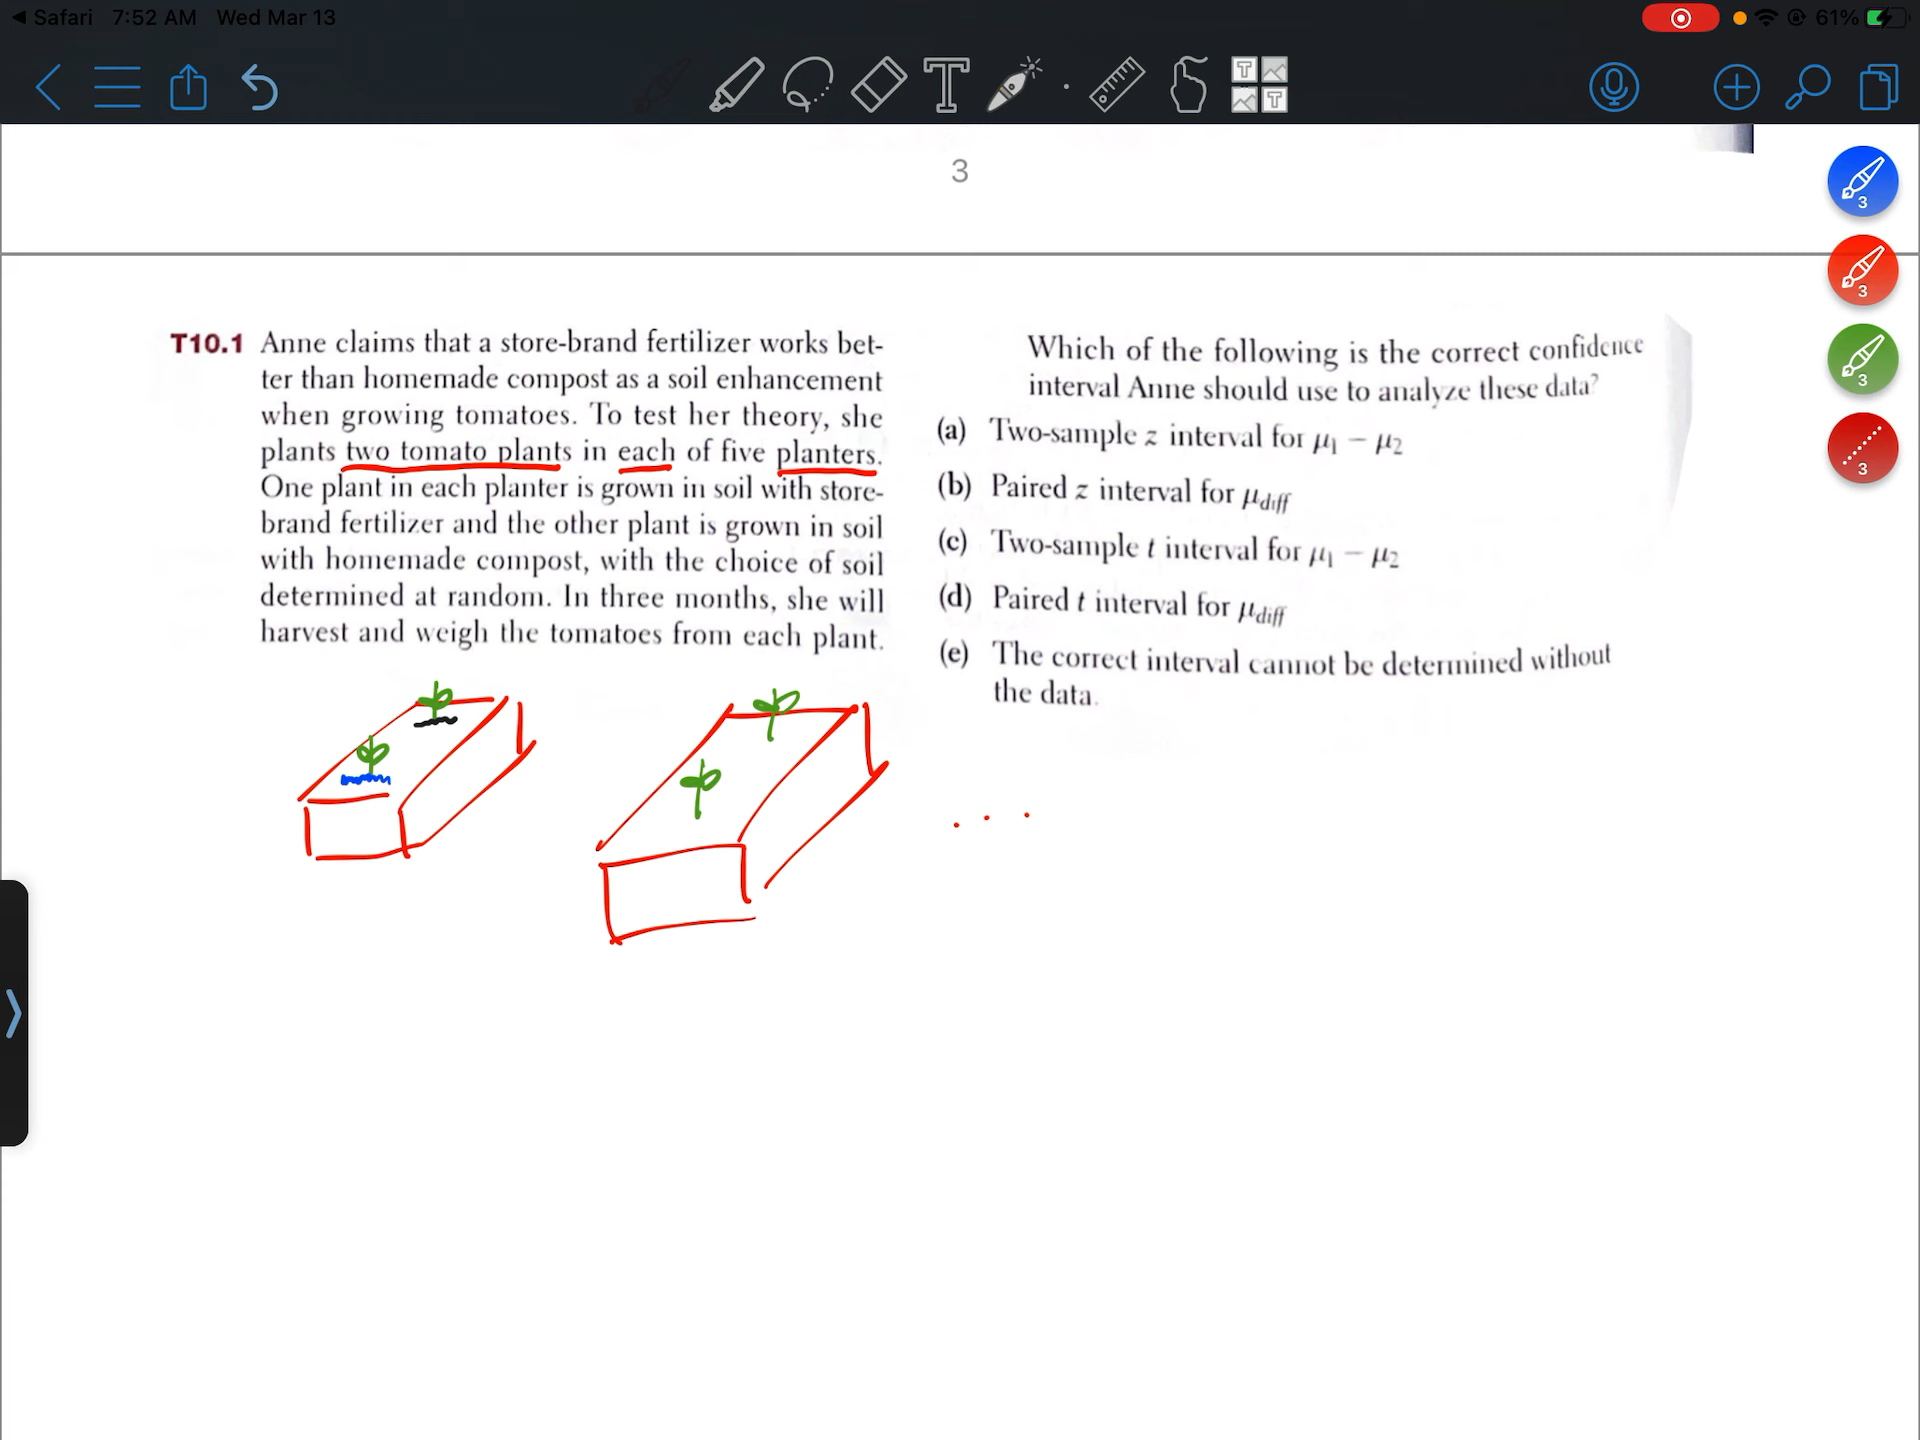 Safari 7:52 AM Wed Mar 13 61%
T T
T
3
3
3
3
3
T10.1 Anne claims that a store-brand fertilizer works bet-
ter than homemade compost as a soil enhancement
when growing tomatoes. To test her theory, she
plants two tomato plants in each of five planters.
One plant in each planter is grown in soil with store-
brand fertilizer and the other plant is grown in soil
with homemade compost, with the choice of soil
determined at random. In three months, she will
harvest and weigh the tomatoes from each plant.
Which of the following is the correct confidence
interval Anne should use to analyze these data?
(a) Two-sample z interval for μ1 − μ2
(b) Paired z interval for μdiff
(c) Two-sample t interval for μ1 − μ2
(d) Paired t interval for μdiff
(e) The correct interval cannot be determined without
the data.